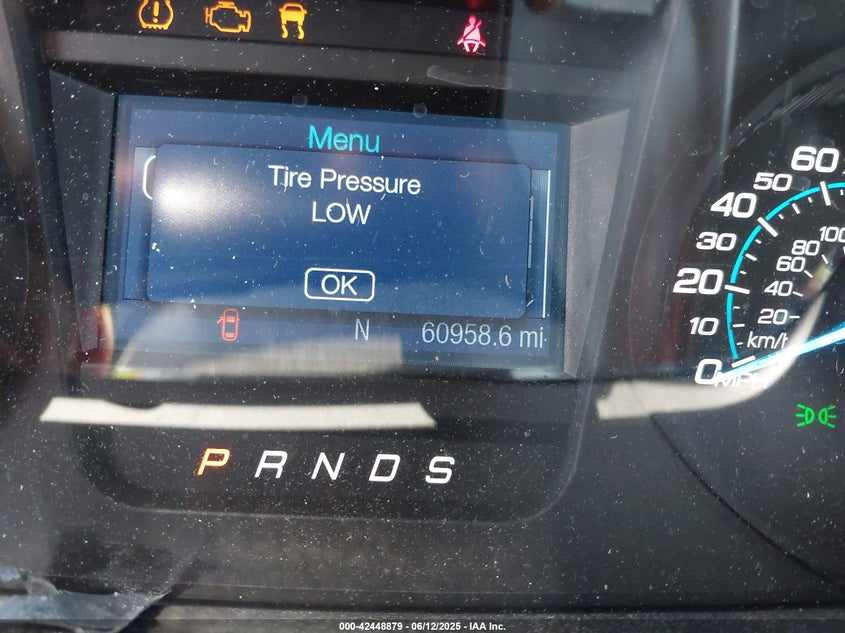 Menu
Tire Pressure
LOW
OK
N 60958.6 mi
P R N D S
60
50
40
30
20
10
0
MPH
100
80
60
40
20
km/h
000-42448879 - 06/12/2025 - IAA Inc.